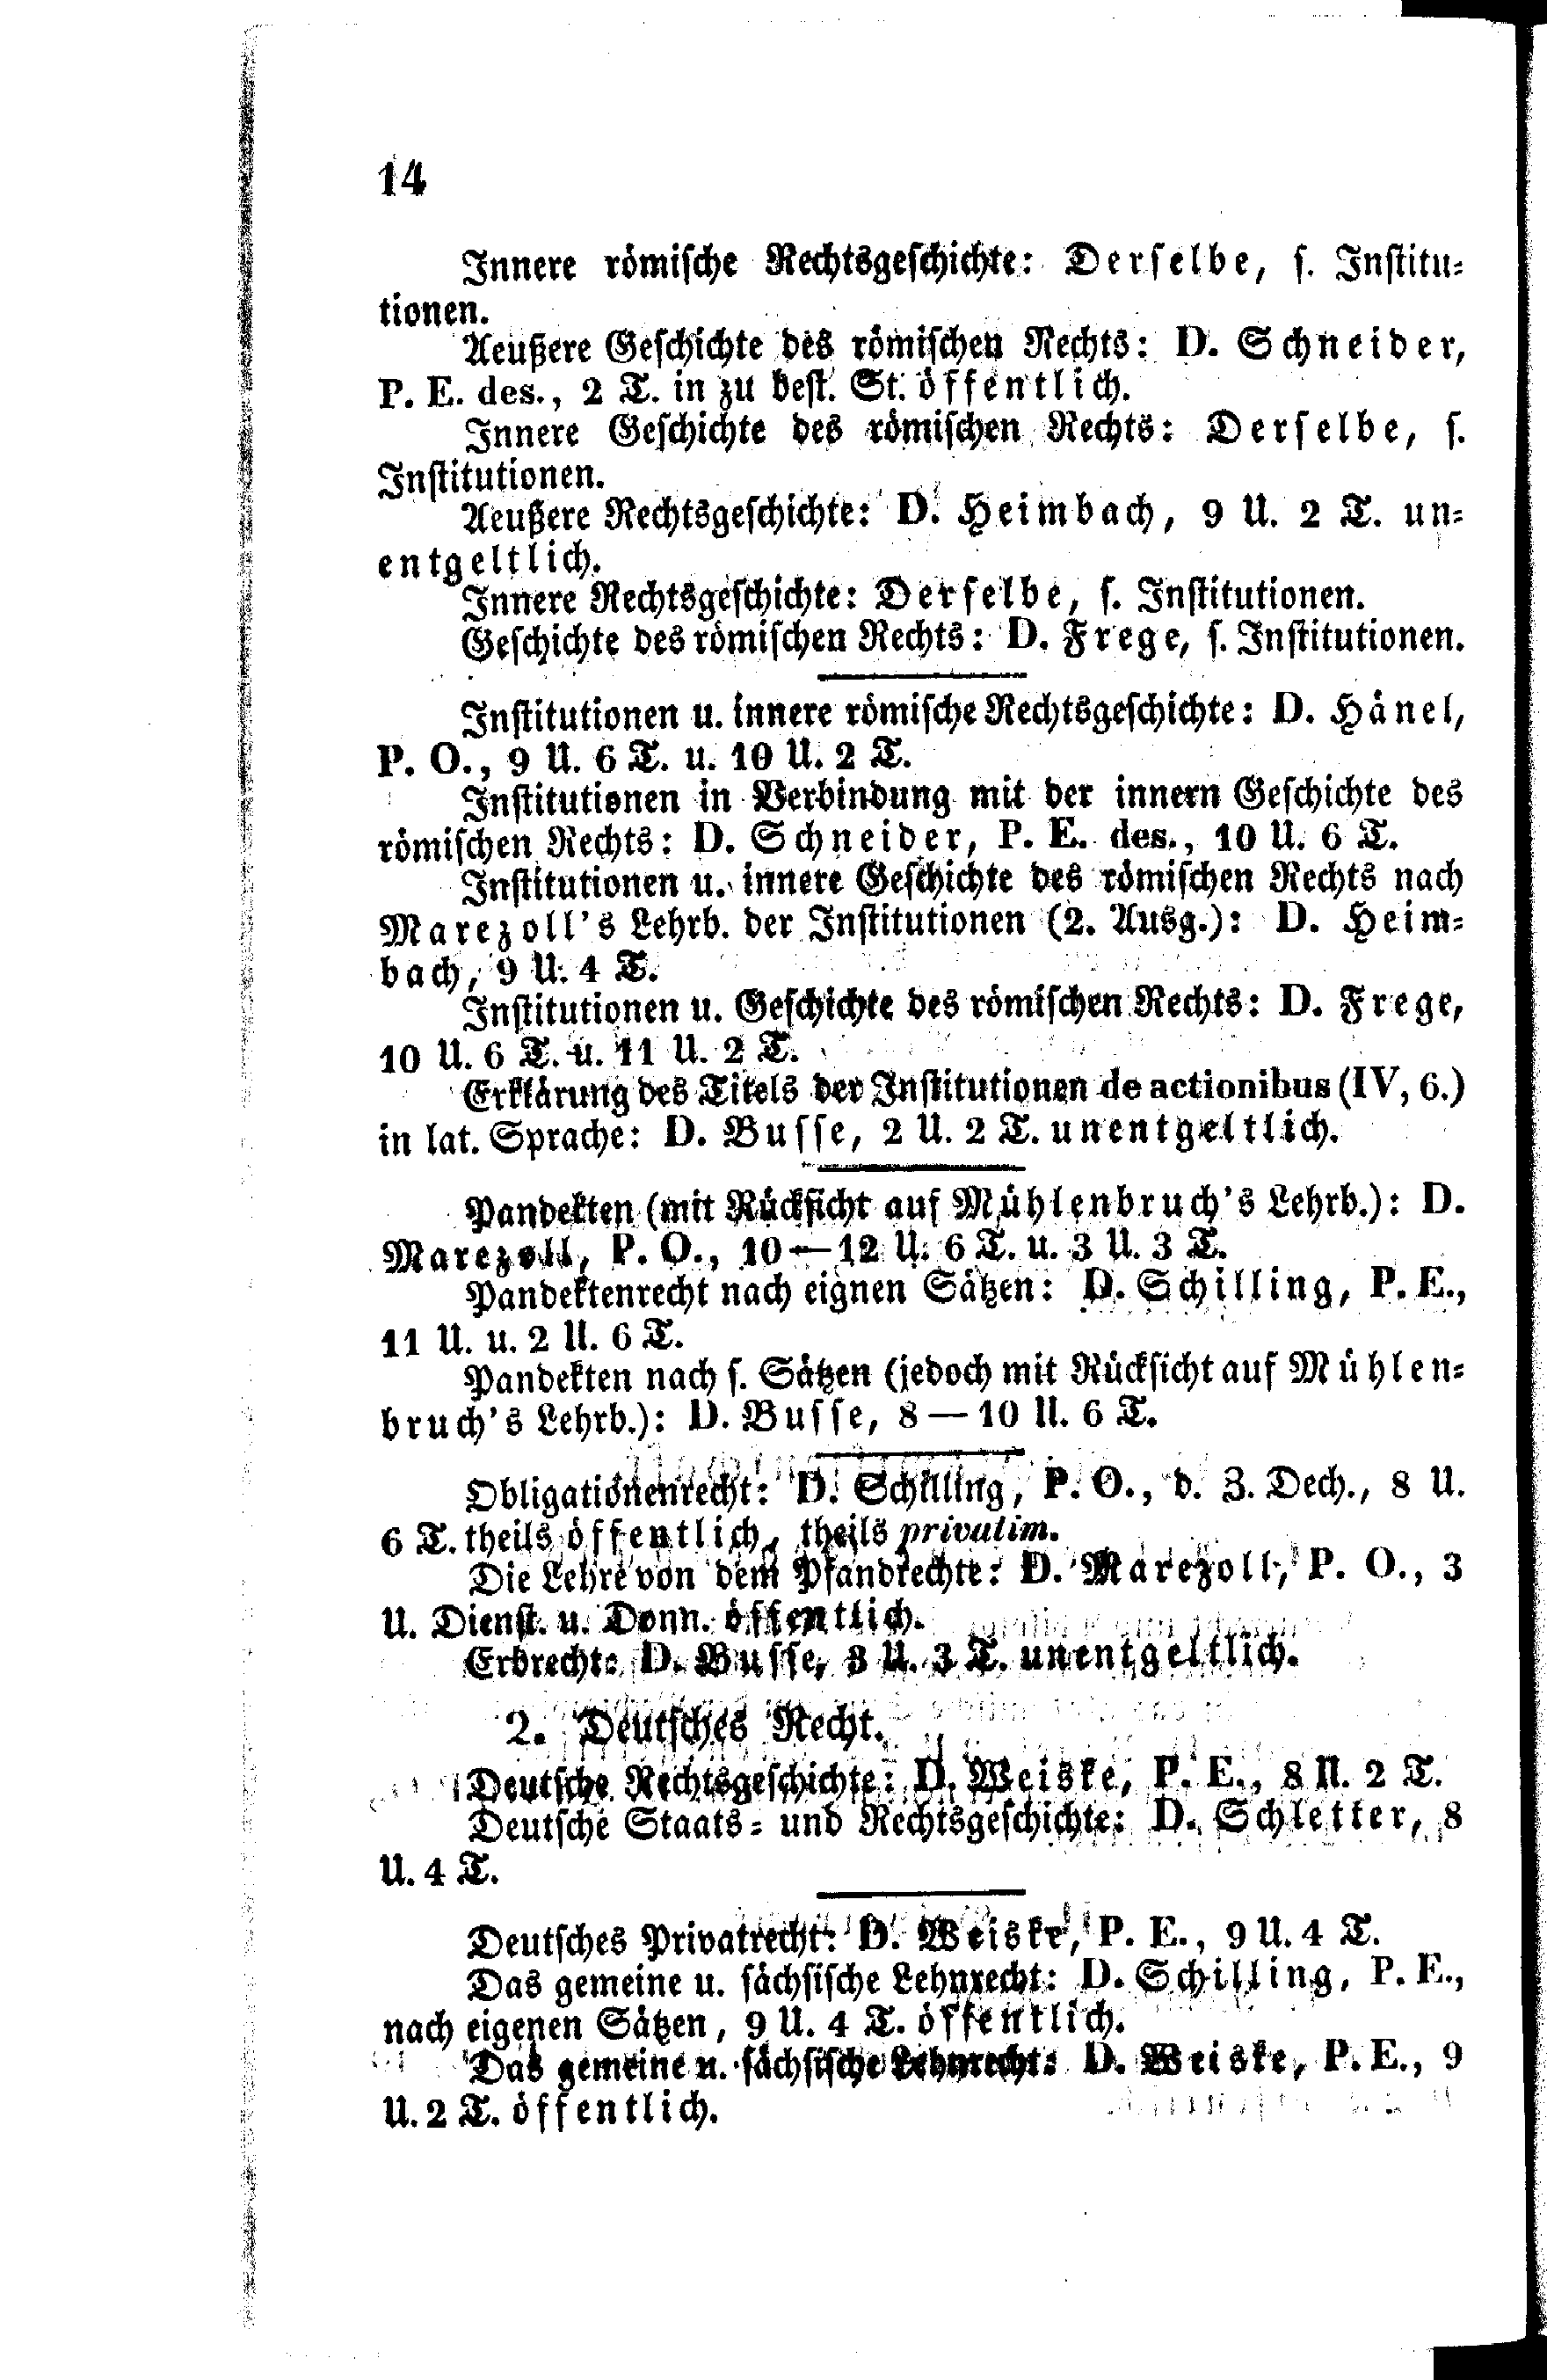 14
Innere römische Rechtsgeschichte: Derselbe, s. Institu-
tionen.
Aeußere Geschichte des römischen Rechts: D. Schneider,
P. E. des., 2 T. in zu best. St. öffentlich.
Innere Geschichte des römischen Rechts: Derselbe, s.
Institutionen.
Aeußere Rechtsgeschichte: D. Heimbach, 9 U. 2 T. un-
entgeltlich.
Innere Rechtsgeschichte: Derselbe, s. Institutionen.
Geschichte des römischen Rechts: D. Frege, s. Institutionen.
Institutionen u. innere römische Rechtsgeschichte: D. Hänel,
P. O., 9 U. 6 T. u. 10 U. 2 T.
Institutionen in Verbindung mit der innern Geschichte des
römischen Rechts: D. Schneider, P. E. des., 10 U. 6 T.
Institutionen u. innere Geschichte des römischen Rechts nach
Marezoll's Lehrb. der Institutionen (2. Ausg.): D. Heim-
bach, 9 U. 4 T.
Institutionen u. Geschichte des römischen Rechts: D. Frege,
10 U. 6 T. u. 11 U. 2 T.
Erklärung des Titels der Institutionen de actionibus (IV, 6.)
in lat. Sprache: D. Busse, 2 U. 2 T. unentgeltlich.
Pandekten (mit Rücksicht auf Mühlenbruch's Lehrb.): D.
Marezoll, P. O., 10—12 U. 6 T. u. 3 U. 3 T.
Pandektenrecht nach eignen Sätzen: D. Schilling, P. E.,
11 U. u. 2 U. 6 T.
Pandekten nach s. Sätzen (jedoch mit Rücksicht auf Mühlen-
bruch's Lehrb.): D. Busse, 8—10 U. 6 T.
Obligationenrecht: D. Schilling, P. O., d. Z. Dech., 8 U.
6 T. theils öffentlich, theils privatim.
Die Lehre von dem Pfandrechte: D. Marezoll, P. O., 3
U. Dienst. u. Donn. öffentlich.
Erbrecht: D. Busse, 3 U. 3 T. unentgeltlich.
2. Deutsches Recht.
Deutsche Rechtsgeschichte: D. Weiske, P. E., 8 U. 2 T.
Deutsche Staats- und Rechtsgeschichte: D. Schletter, 8
U. 4 T.
Deutsches Privatrecht: D. Weiske, P. E., 9 U. 4 T.
Das gemeine u. sächsische Lehnrecht: D. Schilling, P. E.,
nach eigenen Sätzen, 9 U. 4 T. öffentlich.
Das gemeine u. sächsische Lehnrecht: D. Weiske, P. E., 9
U. 2 T. öffentlich.